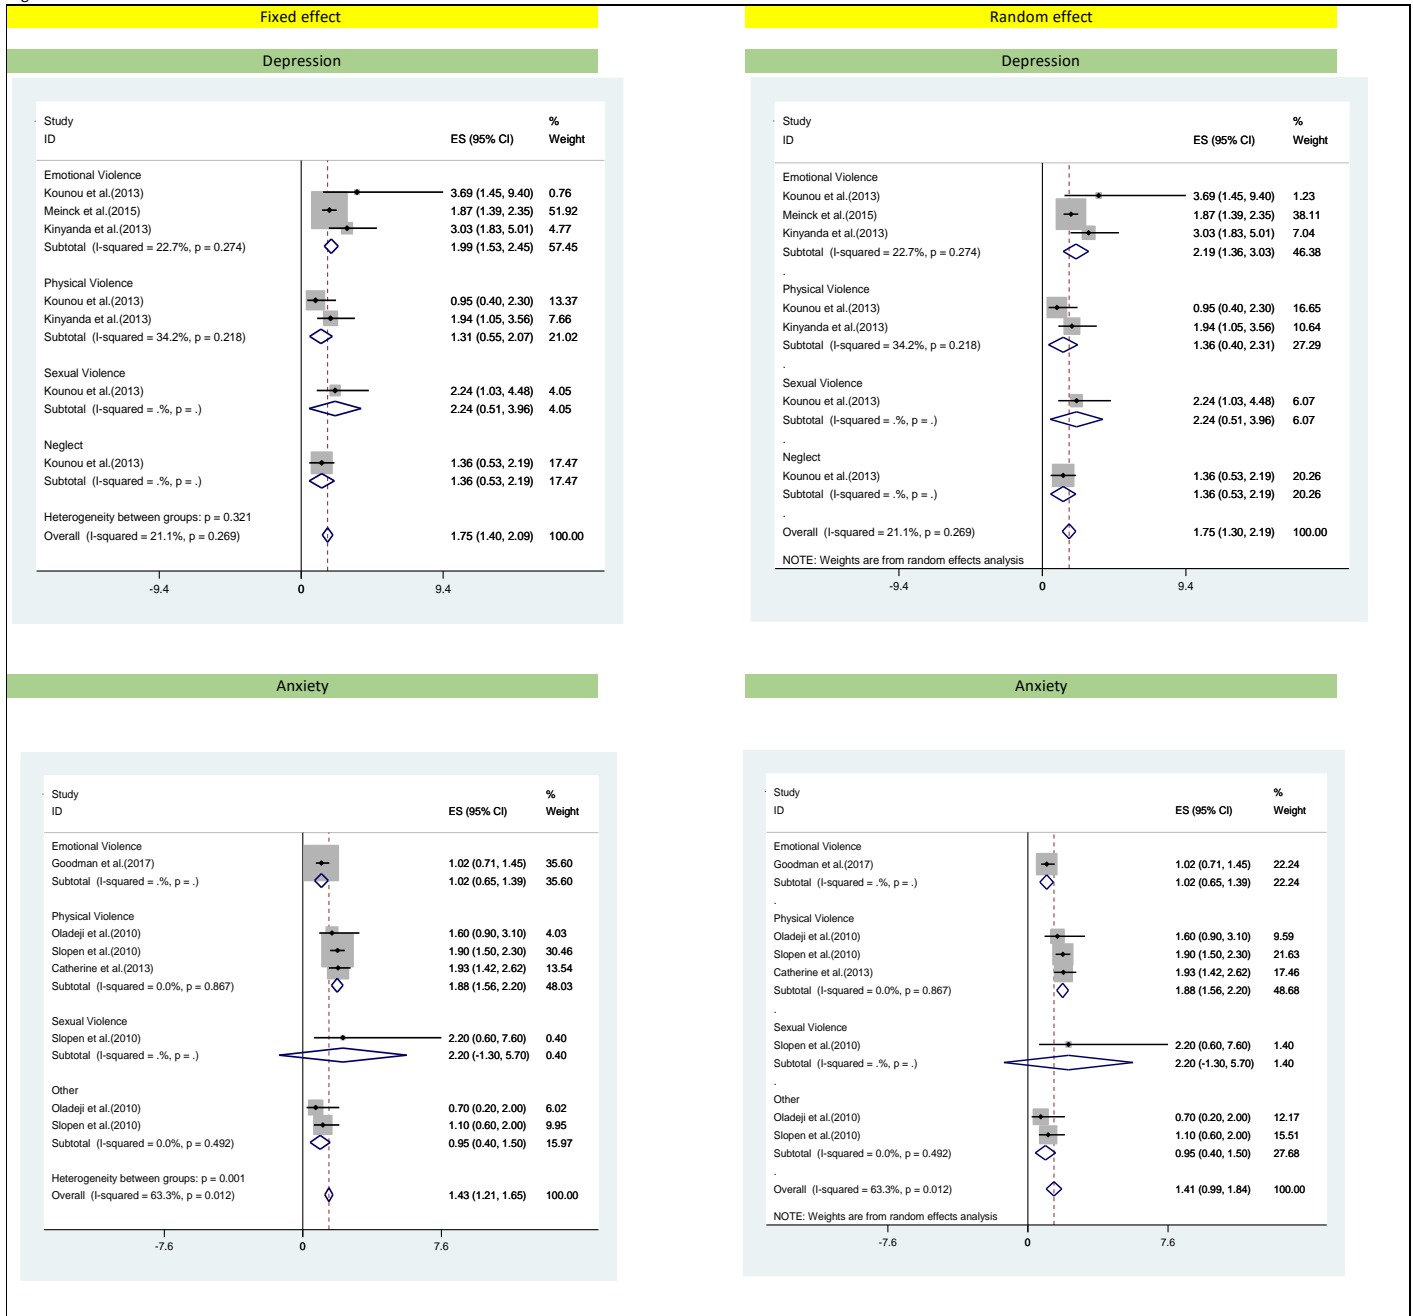 Fixed effect
Random effect
Depression
Study
ID
ES (95% CI)
%
Weight
Emotional Violence
Kounou et al.(2013) 3.69 (1.45, 9.40) 0.76
Meinck et al.(2015) 1.87 (1.39, 2.35) 51.92
Kinyanda et al.(2013) 3.03 (1.83, 5.01) 4.77
Subtotal (I-squared = 22.7%, p = 0.274) 1.99 (1.53, 2.45) 57.45
Physical Violence
Kounou et al.(2013) 0.95 (0.40, 2.30) 13.37
Kinyanda et al.(2013) 1.94 (1.05, 3.56) 7.66
Subtotal (I-squared = 34.2%, p = 0.218) 1.31 (0.55, 2.07) 21.02
Sexual Violence
Kounou et al.(2013) 2.24 (1.03, 4.48) 4.05
Subtotal (I-squared = .%, p = .) 2.24 (0.51, 3.96) 4.05
Neglect
Kounou et al.(2013) 1.36 (0.53, 2.19) 17.47
Subtotal (I-squared = .%, p = .) 1.36 (0.53, 2.19) 17.47
Heterogeneity between groups: p = 0.321
Overall (I-squared = 21.1%, p = 0.269) 1.75 (1.40, 2.09) 100.00
-9.4 0 9.4
Depression
Study
ID
ES (95% CI)
%
Weight
Emotional Violence
Kounou et al.(2013) 3.69 (1.45, 9.40) 1.23
Meinck et al.(2015) 1.87 (1.39, 2.35) 38.11
Kinyanda et al.(2013) 3.03 (1.83, 5.01) 7.04
Subtotal (I-squared = 22.7%, p = 0.274) 2.19 (1.36, 3.03) 46.38
.
Physical Violence
Kounou et al.(2013) 0.95 (0.40, 2.30) 16.65
Kinyanda et al.(2013) 1.94 (1.05, 3.56) 10.64
Subtotal (I-squared = 34.2%, p = 0.218) 1.36 (0.40, 2.31) 27.29
.
Sexual Violence
Kounou et al.(2013) 2.24 (1.03, 4.48) 6.07
Subtotal (I-squared = .%, p = .) 2.24 (0.51, 3.96) 6.07
.
Neglect
Kounou et al.(2013) 1.36 (0.53, 2.19) 20.26
Subtotal (I-squared = .%, p = .) 1.36 (0.53, 2.19) 20.26
.
Overall (I-squared = 21.1%, p = 0.269) 1.75 (1.30, 2.19) 100.00
NOTE: Weights are from random effects analysis
-9.4 0 9.4
Anxiety
Study
ID
ES (95% CI)
%
Weight
Emotional Violence
Goodman et al.(2017) 1.02 (0.71, 1.45) 35.60
Subtotal (I-squared = .%, p = .) 1.02 (0.65, 1.39) 35.60
Physical Violence
Oladeji et al.(2010) 1.60 (0.90, 3.10) 4.03
Slopen et al.(2010) 1.90 (1.50, 2.30) 30.46
Catherine et al.(2013) 1.93 (1.42, 2.62) 13.54
Subtotal (I-squared = 0.0%, p = 0.867) 1.88 (1.56, 2.20) 48.03
Sexual Violence
Slopen et al.(2010) 2.20 (0.60, 7.60) 0.40
Subtotal (I-squared = .%, p = .) 2.20 (-1.30, 5.70) 0.40
Other
Oladeji et al.(2010) 0.70 (0.20, 2.00) 6.02
Slopen et al.(2010) 1.10 (0.60, 2.00) 9.95
Subtotal (I-squared = 0.0%, p = 0.492) 0.95 (0.40, 1.50) 15.97
Heterogeneity between groups: p = 0.001
Overall (I-squared = 63.3%, p = 0.012) 1.43 (1.21, 1.65) 100.00
-7.6 0 7.6
Anxiety
Study
ID
ES (95% CI)
%
Weight
Emotional Violence
Goodman et al.(2017) 1.02 (0.71, 1.45) 22.24
Subtotal (I-squared = .%, p = .) 1.02 (0.65, 1.39) 22.24
.
Physical Violence
Oladeji et al.(2010) 1.60 (0.90, 3.10) 9.59
Slopen et al.(2010) 1.90 (1.50, 2.30) 21.63
Catherine et al.(2013) 1.93 (1.42, 2.62) 17.46
Subtotal (I-squared = 0.0%, p = 0.867) 1.88 (1.56, 2.20) 48.68
.
Sexual Violence
Slopen et al.(2010) 2.20 (0.60, 7.60) 1.40
Subtotal (I-squared = .%, p = .) 2.20 (-1.30, 5.70) 1.40
.
Other
Oladeji et al.(2010) 0.70 (0.20, 2.00) 12.17
Slopen et al.(2010) 1.10 (0.60, 2.00) 15.51
Subtotal (I-squared = 0.0%, p = 0.492) 0.95 (0.40, 1.50) 27.68
.
Overall (I-squared = 63.3%, p = 0.012) 1.41 (0.99, 1.84) 100.00
NOTE: Weights are from random effects analysis
-7.6 0 7.6